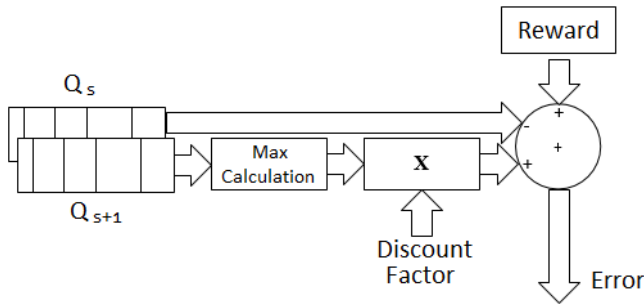 Reward
Q s
+
-
Max
Calculation
X
+
+
Q s+1
Discount
Factor
Error